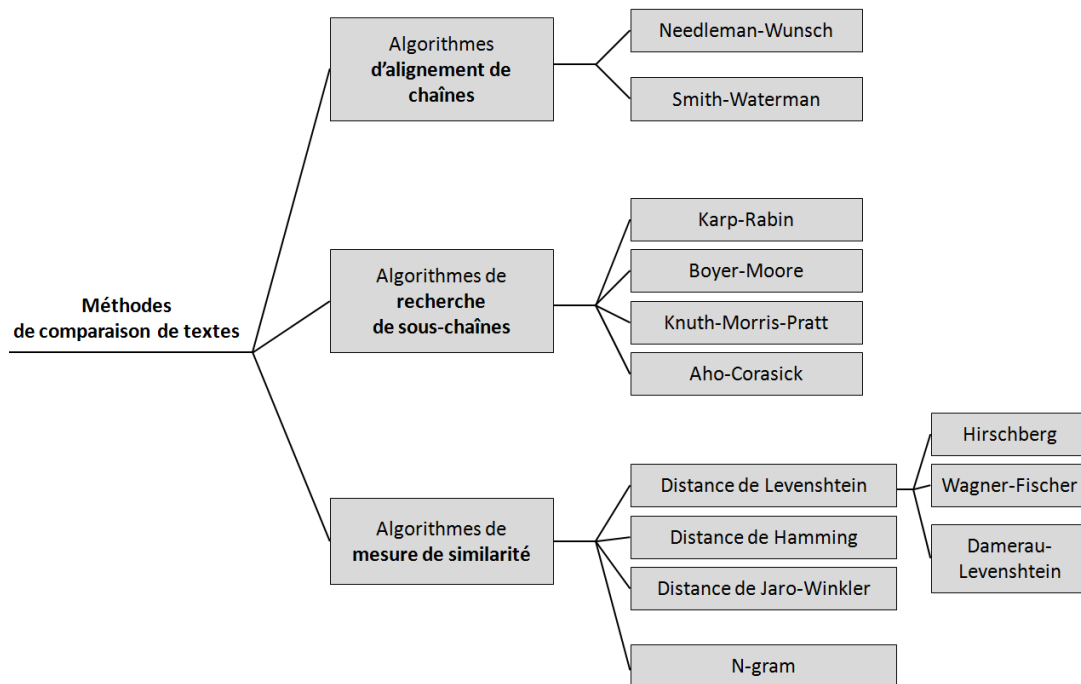 Méthodes
de comparaison de textes
Algorithmes
d’alignement de
chaînes
Needleman-Wunsch
Smith-Waterman
Algorithmes de
recherche
de sous-chaînes
Karp-Rabin
Boyer-Moore
Knuth-Morris-Pratt
Aho-Corasick
Algorithmes de
mesure de similarité
Distance de Levenshtein
Hirschberg
Wagner-Fischer
Damerau-
Levenshtein
Distance de Hamming
Distance de Jaro-Winkler
N-gram